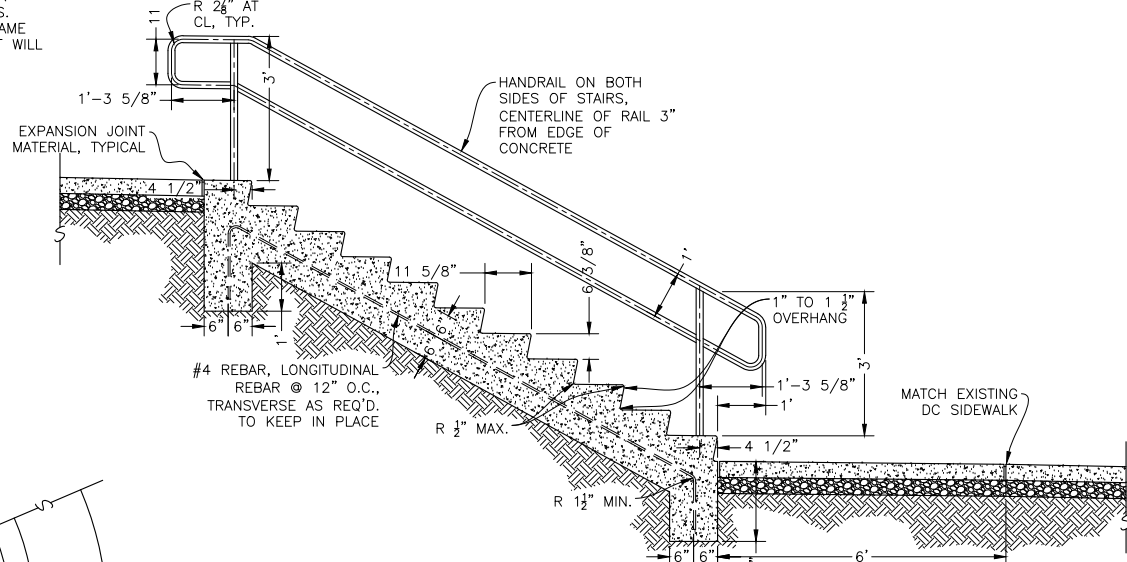 S.
AME
WILL
11
R 2⅛" AT
CL, TYP.
3'
1'-3 5/8"
HANDRAIL ON BOTH
SIDES OF STAIRS,
CENTERLINE OF RAIL 3"
FROM EDGE OF
CONCRETE
EXPANSION JOINT
MATERIAL, TYPICAL
4 1/2"
11 5/8"
6 3/8"
1'
1" TO 1 ½"
OVERHANG
6" 6"
1'
6"
6"
#4 REBAR, LONGITUDINAL
REBAR @ 12" O.C.,
TRANSVERSE AS REQ'D.
TO KEEP IN PLACE
R ½" MAX.
1'-3 5/8"
1'
3'
MATCH EXISTING
DC SIDEWALK
4 1/2"
R 1½" MIN.
6" 6"
6'